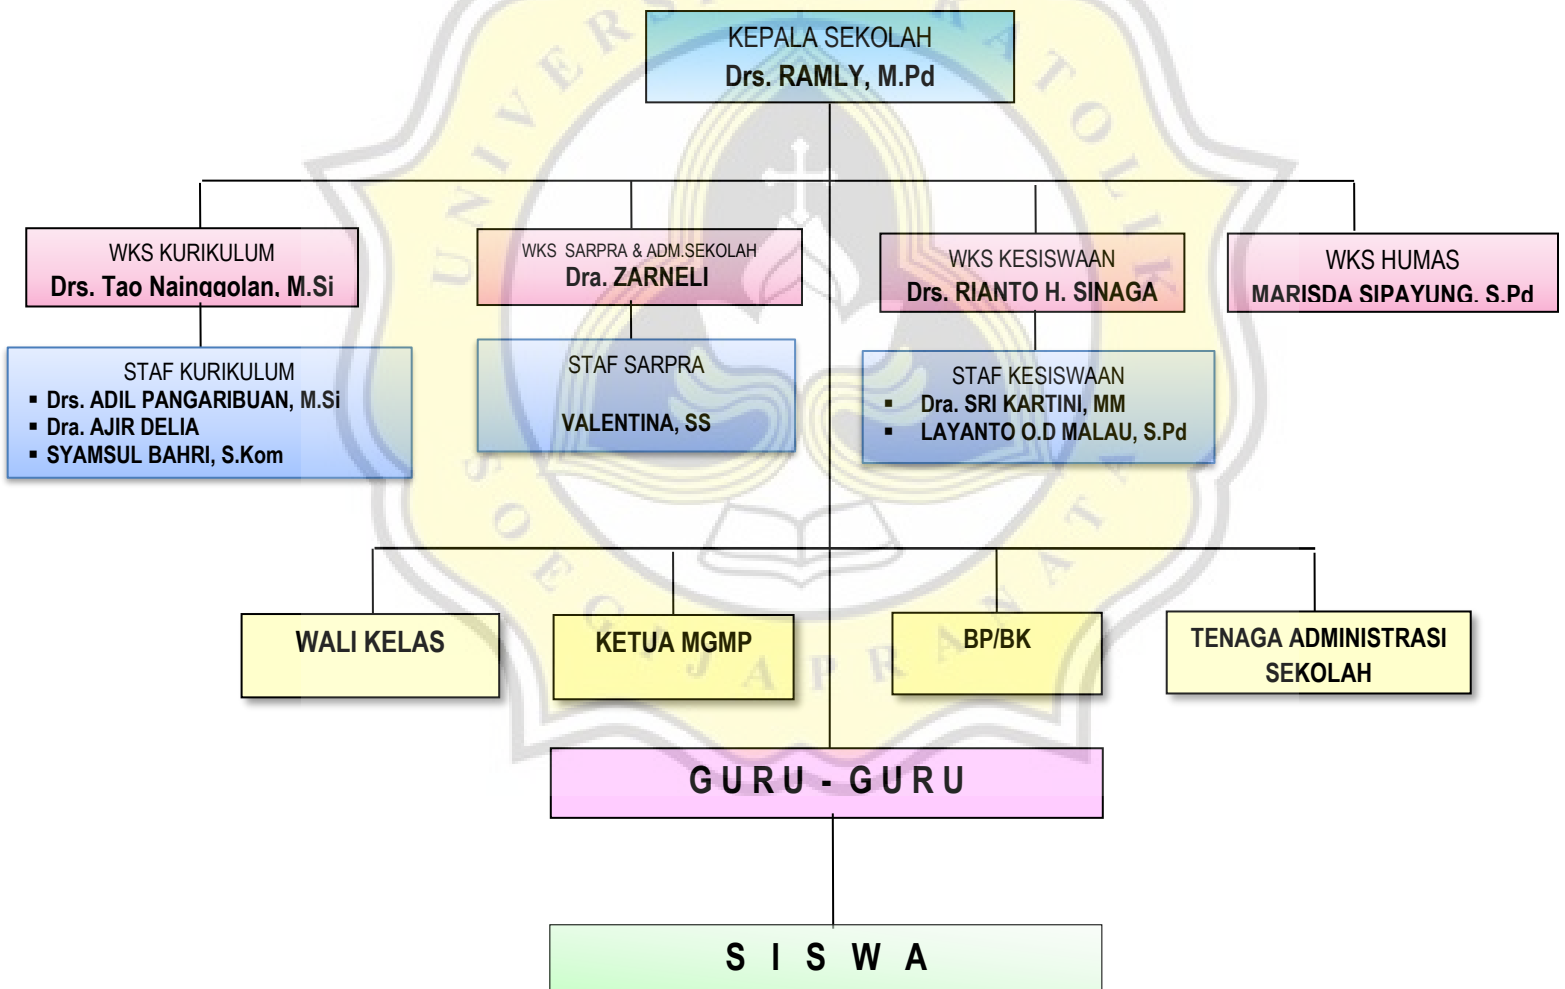 KEPALA SEKOLAH
Drs. RAMLY, M.Pd
WKS KURIKULUM
Drs. Tao Nainggolan, M.Si
WKS SARPRA & ADM.SEKOLAH
Dra. ZARNELI
WKS KESISWAAN
Drs. RIANTO H. SINAGA
WKS HUMAS
MARISDA SIPAYUNG, S.Pd
STAF KURIKULUM
▪ Drs. ADIL PANGARIBUAN, M.Si
▪ Dra. AJIR DELIA
▪ SYAMSUL BAHRI, S.Kom
STAF SARPRA
VALENTINA, SS
STAF KESISWAAN
▪ Dra. SRI KARTINI, MM
▪ LAYANTO O.D MALAU, S.Pd
WALI KELAS
KETUA MGMP
BP/BK
TENAGA ADMINISTRASI
SEKOLAH
GURU - GURU
SISWA
SOEGIJAPRANATA